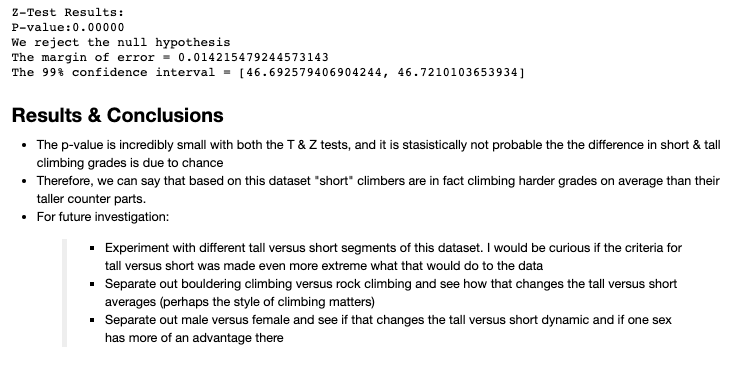 Z-Test Results:
P-value:0.00000
We reject the null hypothesis
The margin of error = 0.014215479244573143
The 99% confidence interval = [46.692579406904244, 46.7210103653934]
Results & Conclusions
• The p-value is incredibly small with both the T & Z tests, and it is stasistically not probable the the difference in short & tall
climbing grades is due to chance
• Therefore, we can say that based on this dataset "short" climbers are in fact climbing harder grades on average than their
taller counter parts.
• For future investigation:
▪ Experiment with different tall versus short segments of this dataset. I would be curious if the criteria for
tall versus short was made even more extreme what that would do to the data
▪ Separate out bouldering climbing versus rock climbing and see how that changes the tall versus short
averages (perhaps the style of climbing matters)
▪ Separate out male versus female and see if that changes the tall versus short dynamic and if one sex
has more of an advantage there